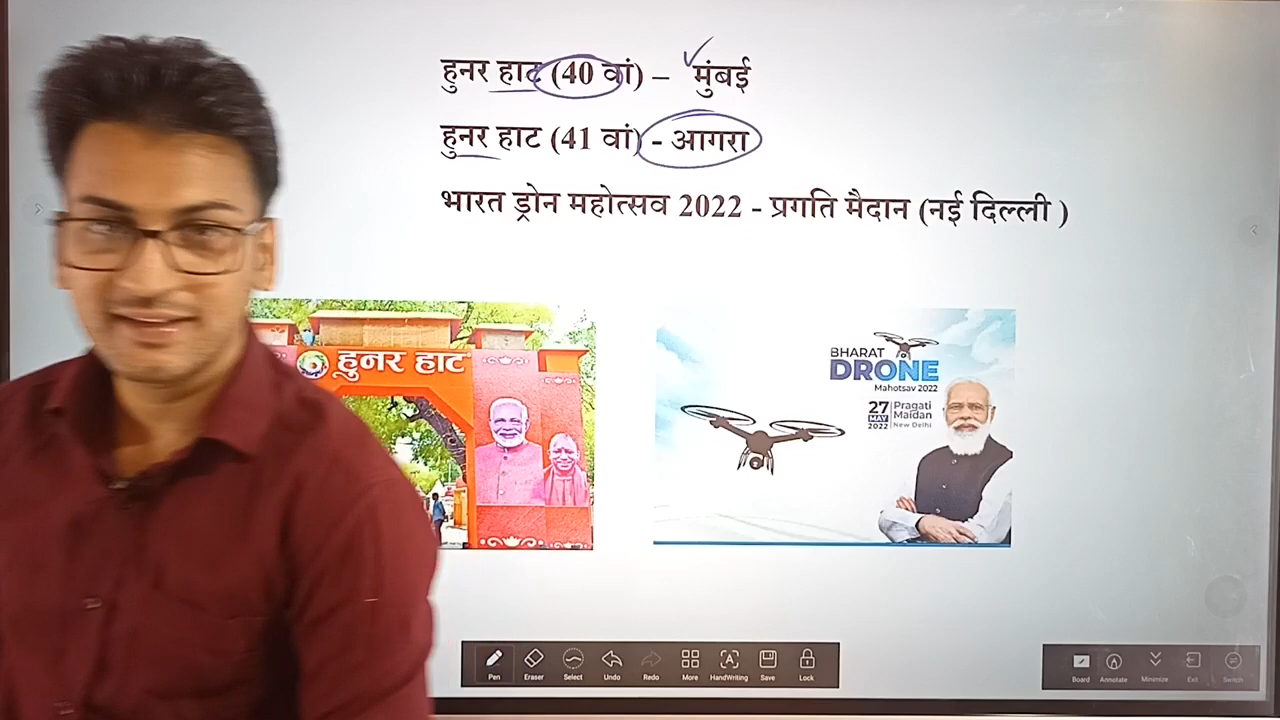 हुनर हाट (40 वां) – मुंबई
हुनर हाट (41 वां) - आगरा
भारत ड्रोन महोत्सव 2022 - प्रगति मैदान (नई दिल्ली )
हुनर हाट
BHARAT
DRONE
Mahotsav 2022
27 MAY 2022
Pragati Maidan
New Delhi
Pen Eraser Select Undo Redo More HandWriting Save Lock
Board Annotate Minimize Exit Switch